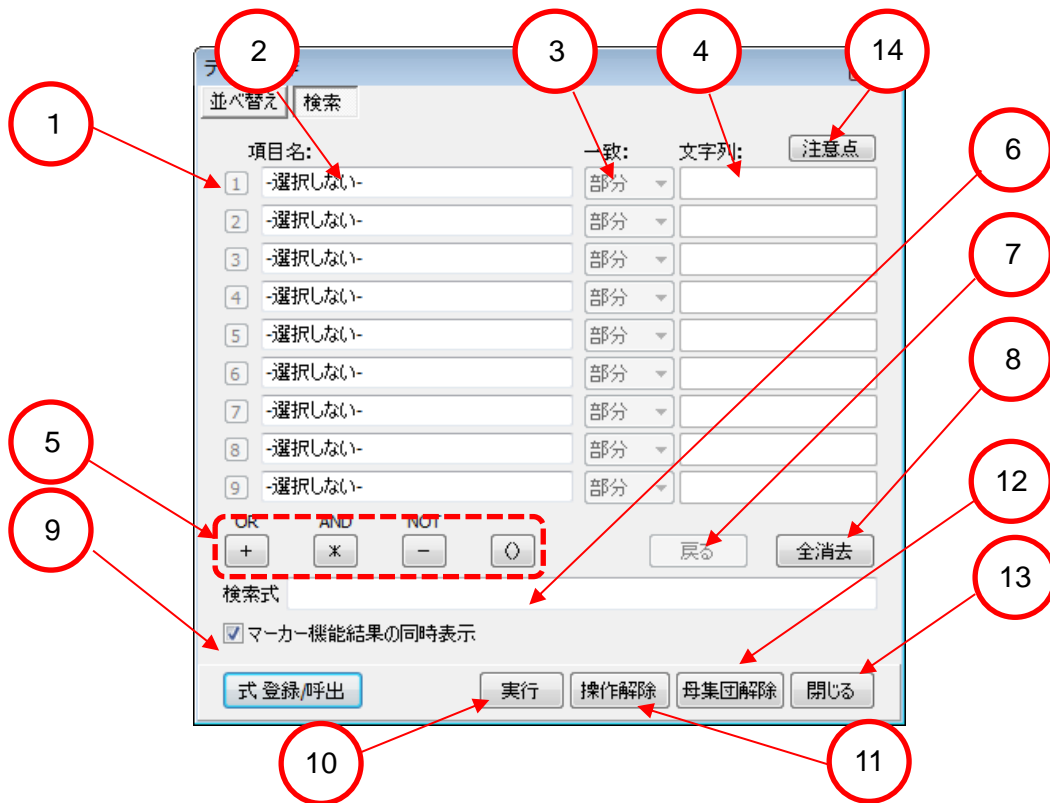 2
3
4
14
並べ替え 検索
1
項目名: 一致: 文字列: 注意点
6
1 -選択しない- 部分
2 -選択しない- 部分
7
3 -選択しない- 部分
4 -選択しない- 部分
5 -選択しない- 部分
8
6 -選択しない- 部分
7 -選択しない- 部分
5
8 -選択しない- 部分
12
9 -選択しない- 部分
9
OR AND NOT
+ * - () 戻る 全消去
13
検索式
マーカー機能結果の同時表示
式 登録/呼出 実行 操作解除 母集団解除 閉じる
10
11